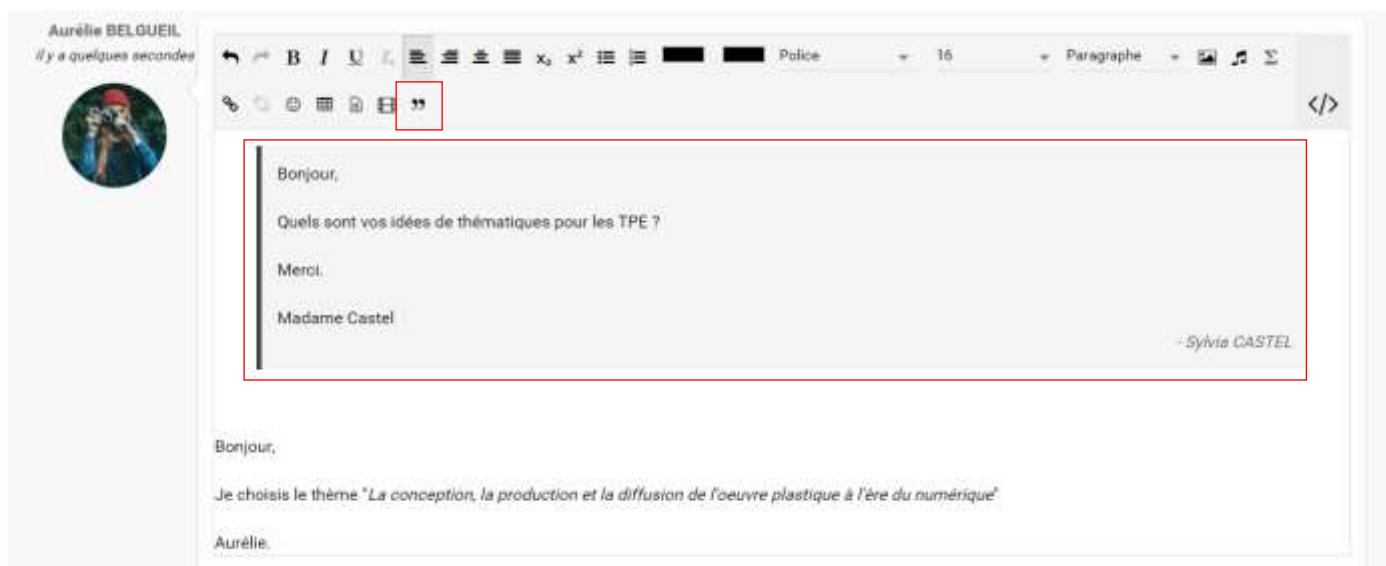 Aurélie BELGUEIL
il y a quelques secondes
B I U x₂ x² Police 16 Paragraphe Σ
” </>
Bonjour,
Quels sont vos idées de thématiques pour les TPE ?
Merci.
Madame Castel
- Sylvia CASTEL
Bonjour,
Je choisis le thème "La conception, la production et la diffusion de l'oeuvre plastique à l'ère du numérique"
Aurélie.